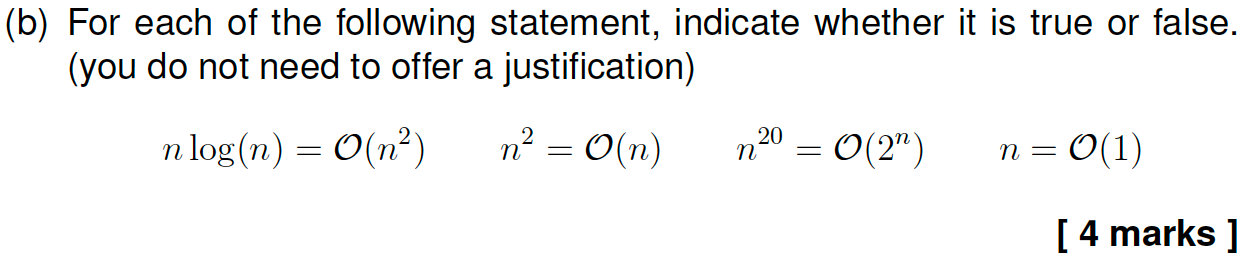 (b) For each of the following statement, indicate whether it is true or false.
(you do not need to offer a justification)
n log(n) = O(n²) n² = O(n) n²⁰ = O(2ⁿ) n = O(1)
[ 4 marks ]